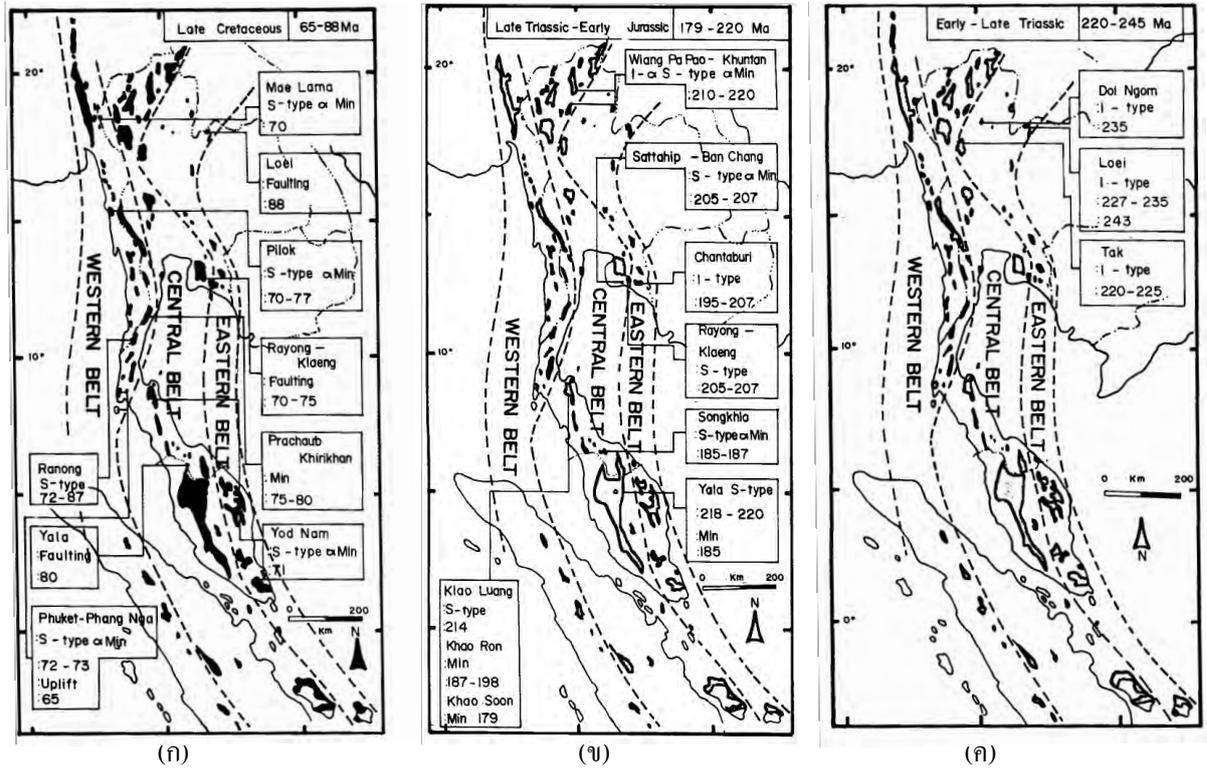 Late Cretaceous 65-88 Ma
20°
Mae Lama
S-type α Min
:70
Loei
:Faulting
:88
Pilok
:S-type α Min
:70-77
WESTERN BELT
CENTRAL BELT
EASTERN BELT
10°
Rayong –
Klaeng
:Faulting
:70-75
Prachaub
Khirikhan
:Min
:75-80
Ranong
S-type
72-87
Yala
Faulting
:80
Yod Nam
:S-type α Min
:71
Phuket-Phang Nga
:S-type α Min
:72-73
:Uplift
:65
0 200
Km
N
(ก)
Late Triassic-Early Jurassic 179-220 Ma
20°
Wiang Pa Pao- Khuntan
:I-α S-type α Min
:210-220
Sattahip - Ban Chang
:S-type α Min
:205-207
Chantaburi
:I-type
:195-207
WESTERN BELT
CENTRAL BELT
EASTERN BELT
10°
Rayong –
Klaeng
S-type
:205-207
Songkhla
:S-type α Min
:185-187
Yala S-type
:218-220
Min
:185
0 Km 200
N
Klao Luang
S-type
:214
Khao Ron
Min
187-198
Khao Soon
Min 179
(ข)
Early-Late Triassic 220-245 Ma
20°
Doi Ngom
:I-type
:235
Loei
:I-type
:227-235
:243
Tak
:I-type
:220-225
WESTERN BELT
CENTRAL BELT
EASTERN BELT
10°
0 Km 200
N
0°
(ค)